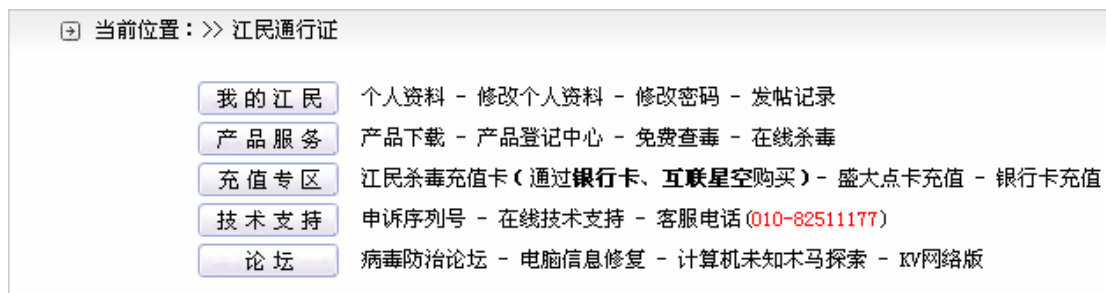 当前位置：>> 江民通行证
我的江民 个人资料 - 修改个人资料 - 修改密码 - 发帖记录
产品服务 产品下载 - 产品登记中心 - 免费查毒 - 在线杀毒
充值专区 江民杀毒充值卡(通过银行卡、互联星空购买)- 盛大点卡充值 - 银行卡充值
技术支持 申诉序列号 - 在线技术支持 - 客服电话(010-82511177)
论坛 病毒防治论坛 - 电脑信息修复 - 计算机未知木马探索 - KV网络版